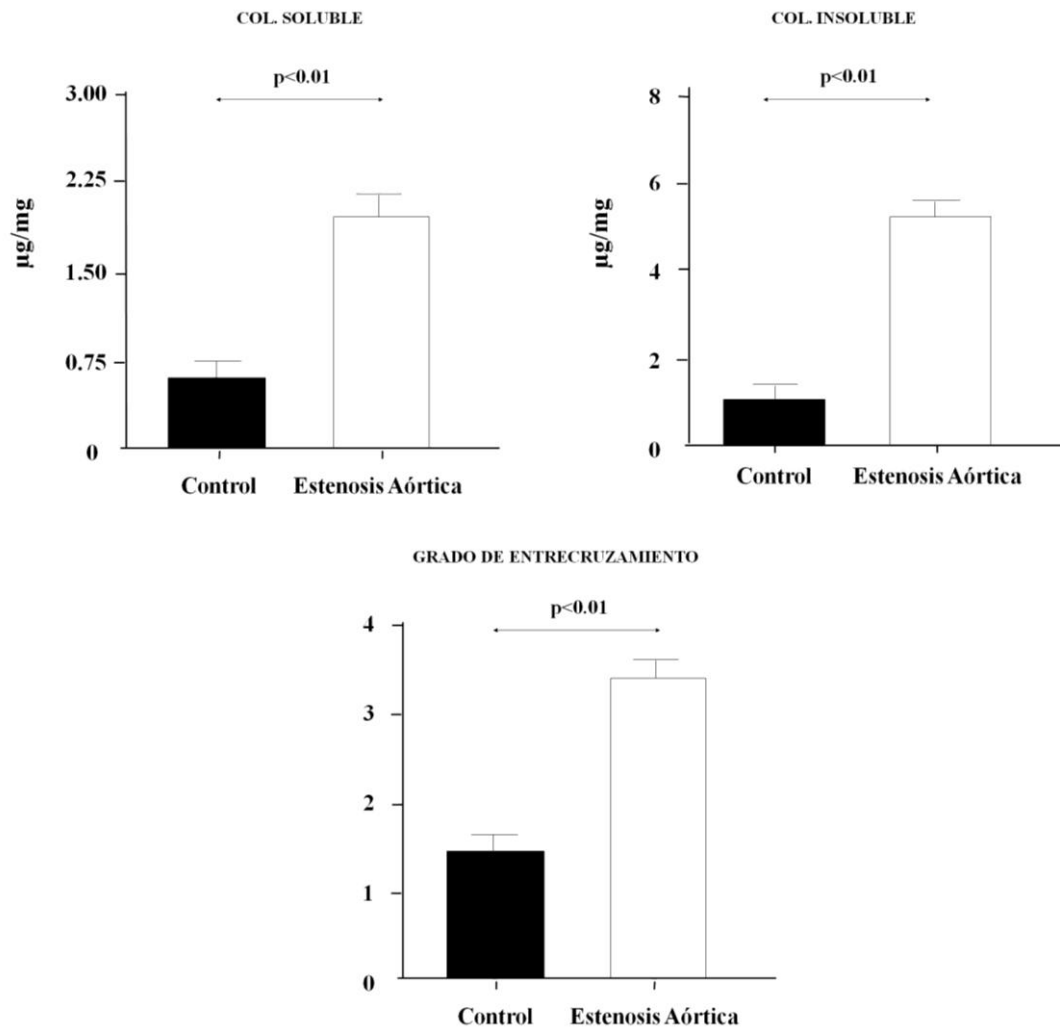 COL. SOLUBLE
p<0.01
3.00
2.25
1.50
0.75
0
µg/mg
Control Estenosis Aórtica
COL. INSOLUBLE
p<0.01
8
6
4
2
0
µg/mg
Control Estenosis Aórtica
GRADO DE ENTRECRUZAMIENTO
p<0.01
4
3
2
1
0
Control Estenosis Aórtica